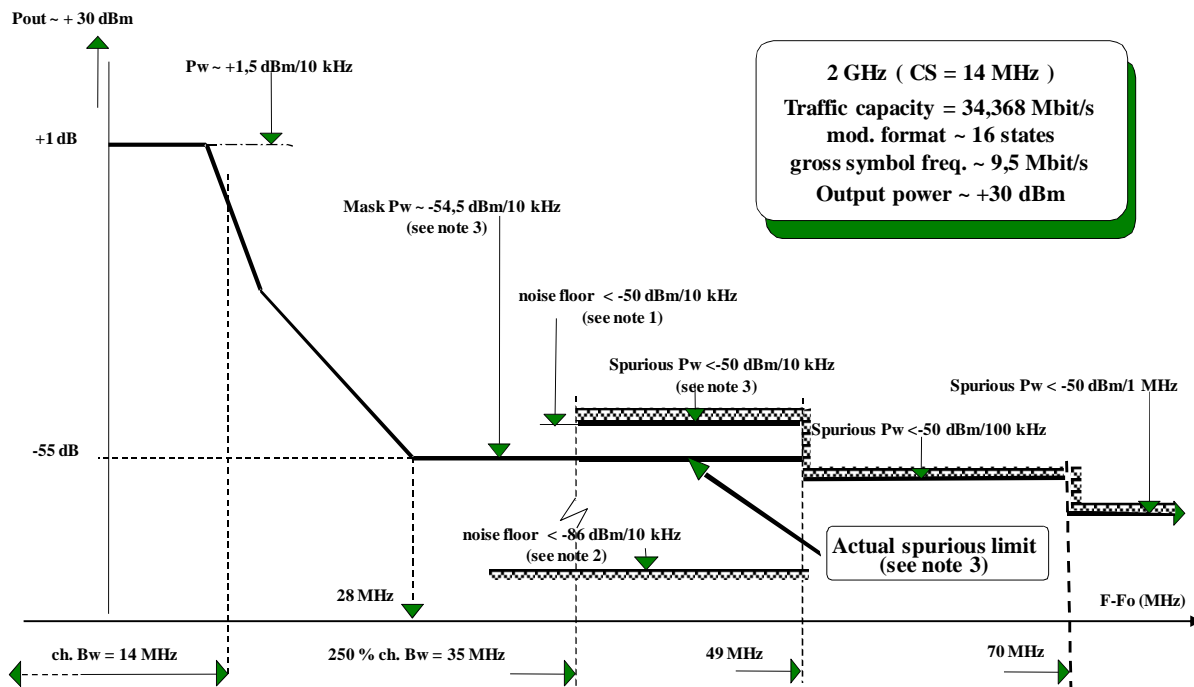 Pout ~ + 30 dBm
Pw ~ +1,5 dBm/10 kHz
2 GHz ( CS = 14 MHz )
Traffic capacity = 34,368 Mbit/s
mod. format ~ 16 states
gross symbol freq. ~ 9,5 Mbit/s
Output power ~ +30 dBm
+1 dB
Mask Pw ~ -54,5 dBm/10 kHz
(see note 3)
noise floor < -50 dBm/10 kHz
(see note 1)
Spurious Pw <-50 dBm/10 kHz
(see note 3)
Spurious Pw < -50 dBm/1 MHz
Spurious Pw <-50 dBm/100 kHz
-55 dB
noise floor < -86 dBm/10 kHz
(see note 2)
Actual spurious limit
(see note 3)
28 MHz
F-Fo (MHz)
ch. Bw = 14 MHz
250 % ch. Bw = 35 MHz
49 MHz
70 MHz